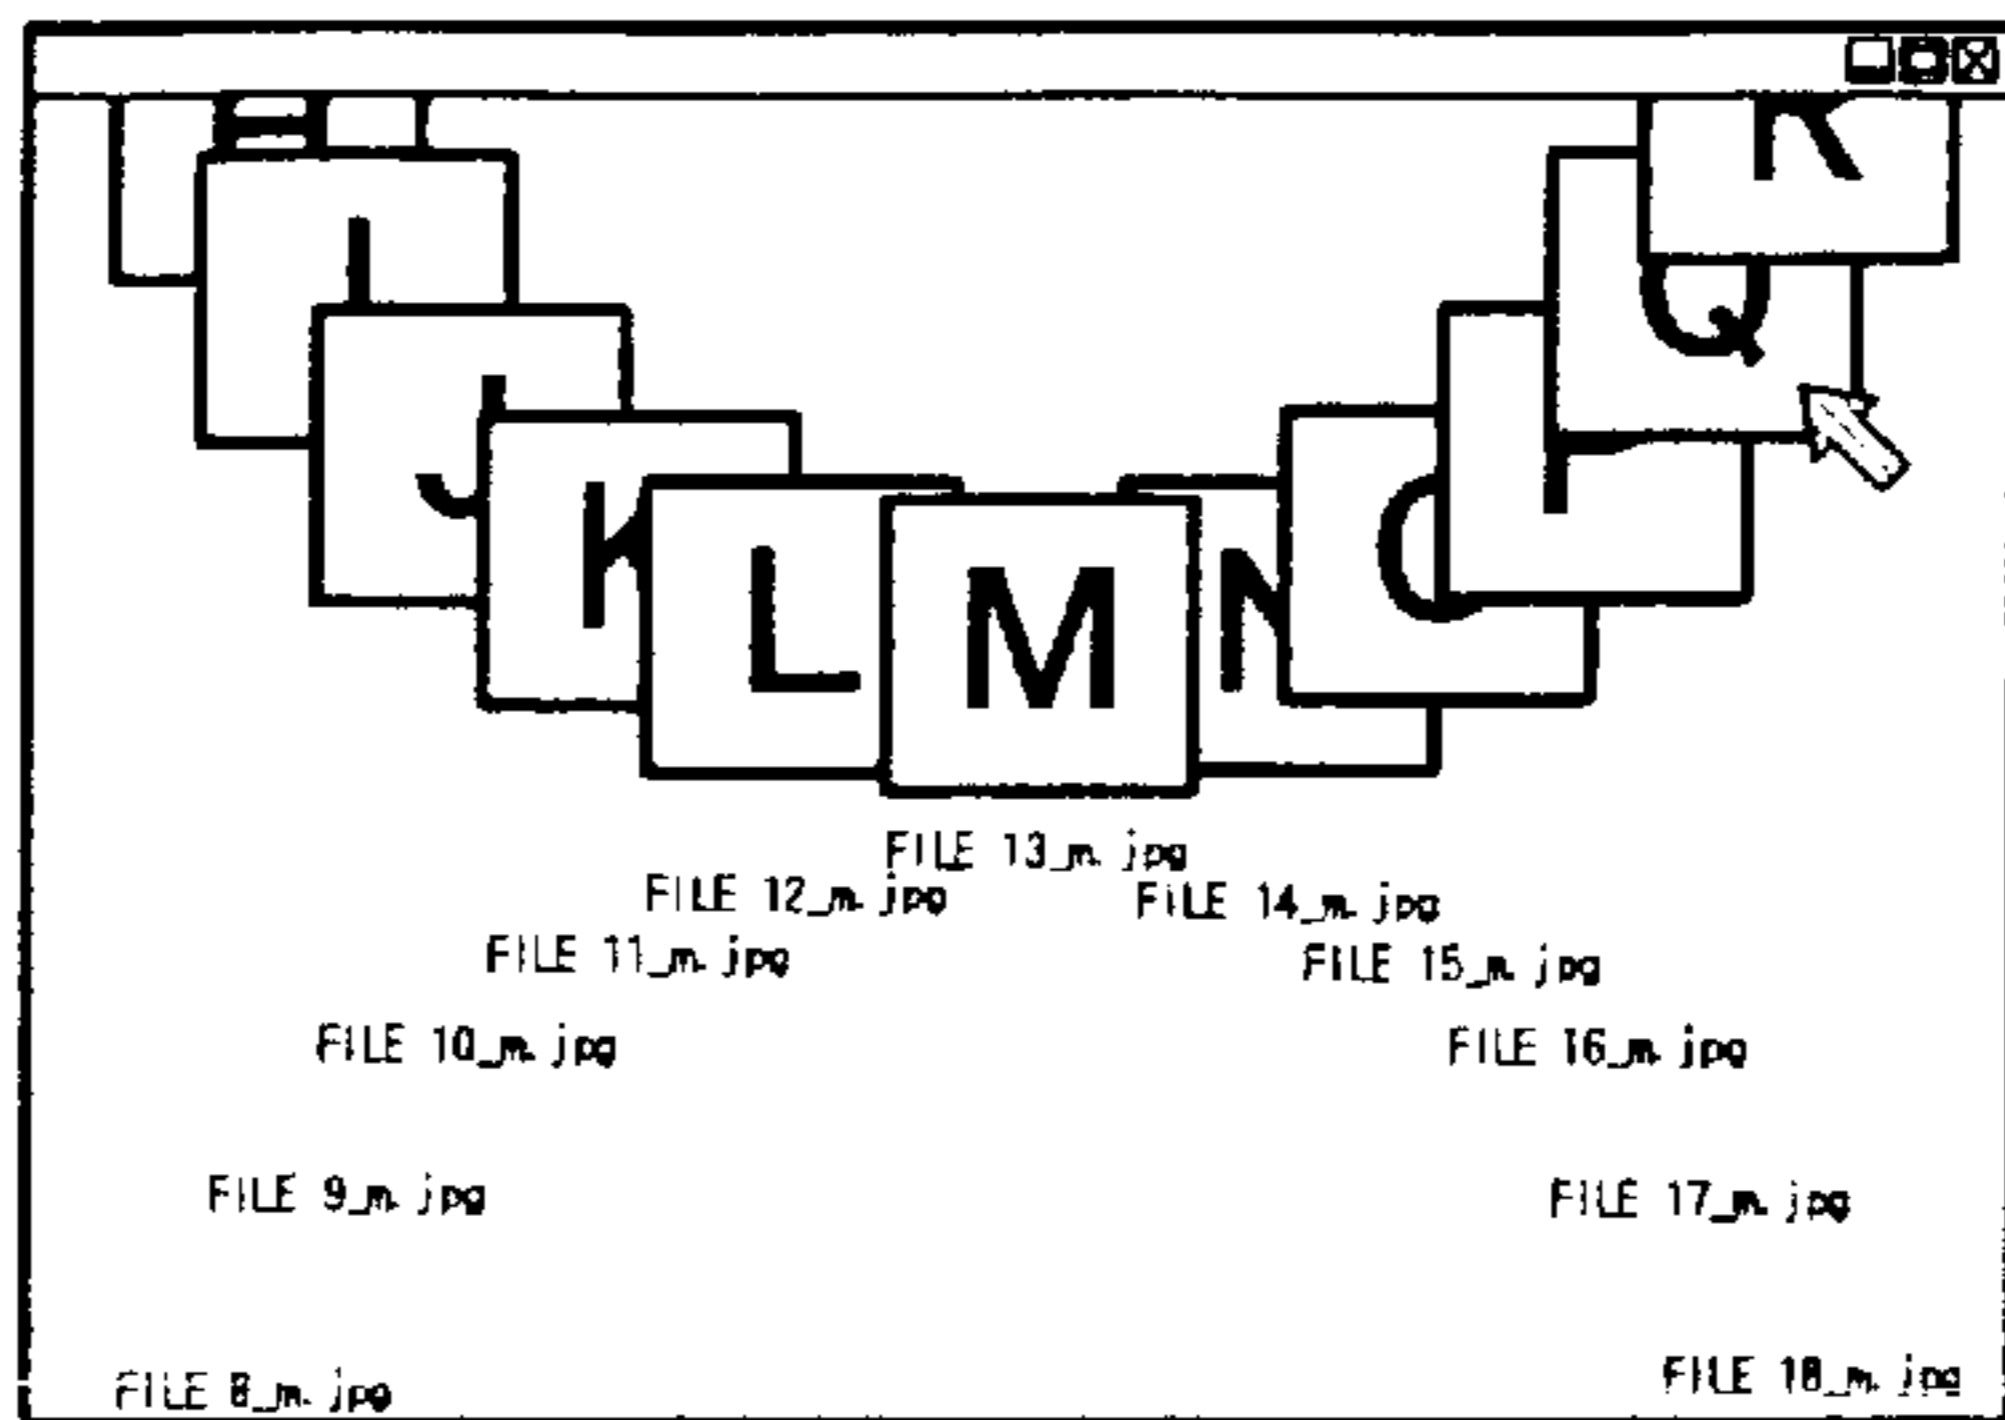 H
I
J
K
L
M
N
Q
R
FILE 13_m.jpg
FILE 12_m.jpg
FILE 14_m.jpg
FILE 11_m.jpg
FILE 15_m.jpg
FILE 10_m.jpg
FILE 16_m.jpg
FILE 9_m.jpg
FILE 17_m.jpg
FILE 8_m.jpg
FILE 18_m.jpg